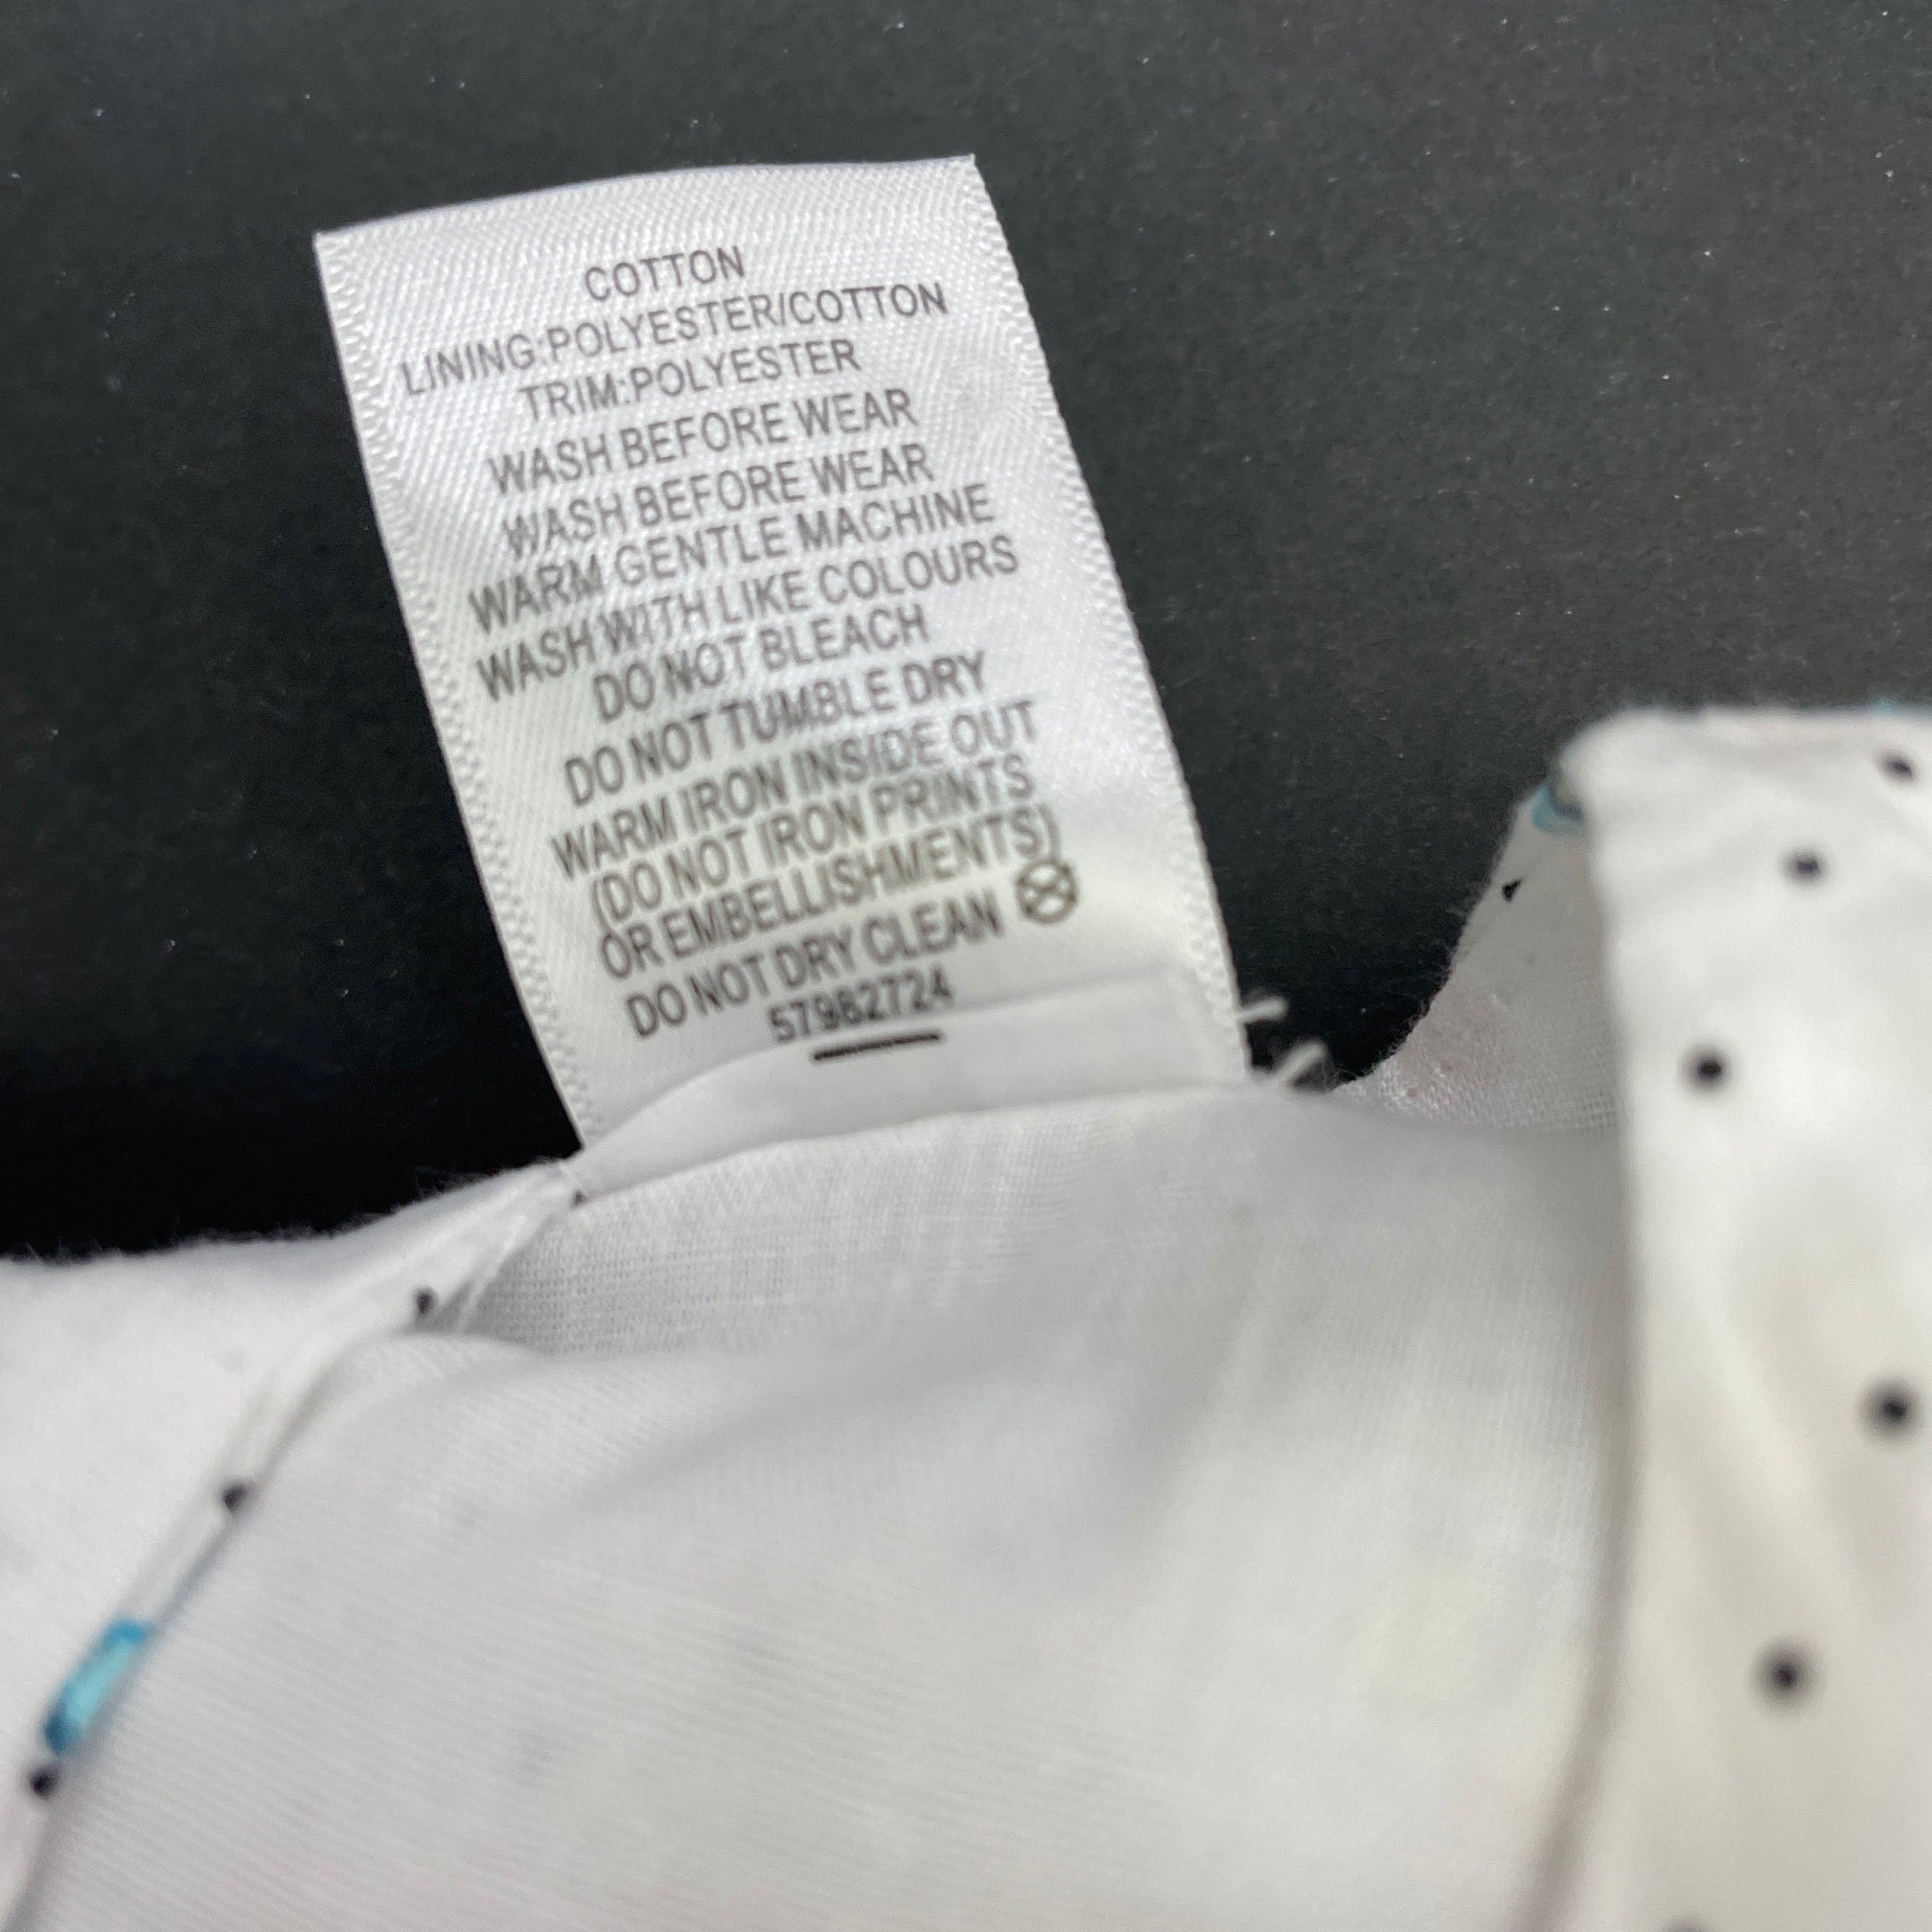 COTTON
LINING:POLYESTER/COTTON
TRIM:POLYESTER
WASH BEFORE WEAR
WASH BEFORE WEAR
WARM GENTLE MACHINE
WASH WITH LIKE COLOURS
DO NOT BLEACH
DO NOT TUMBLE DRY
WARM IRON INSIDE OUT
(DO NOT IRON PRINTS
OR EMBELLISHMENTS)
DO NOT DRY CLEAN
57982724